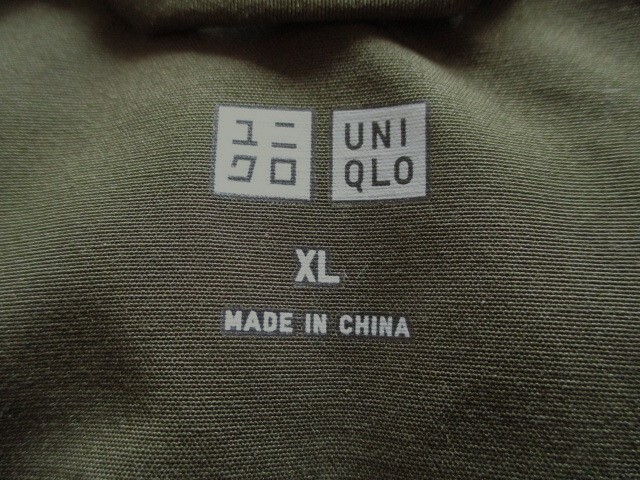 ユニ
クロ
UNI
QLO
XL
MADE IN CHINA